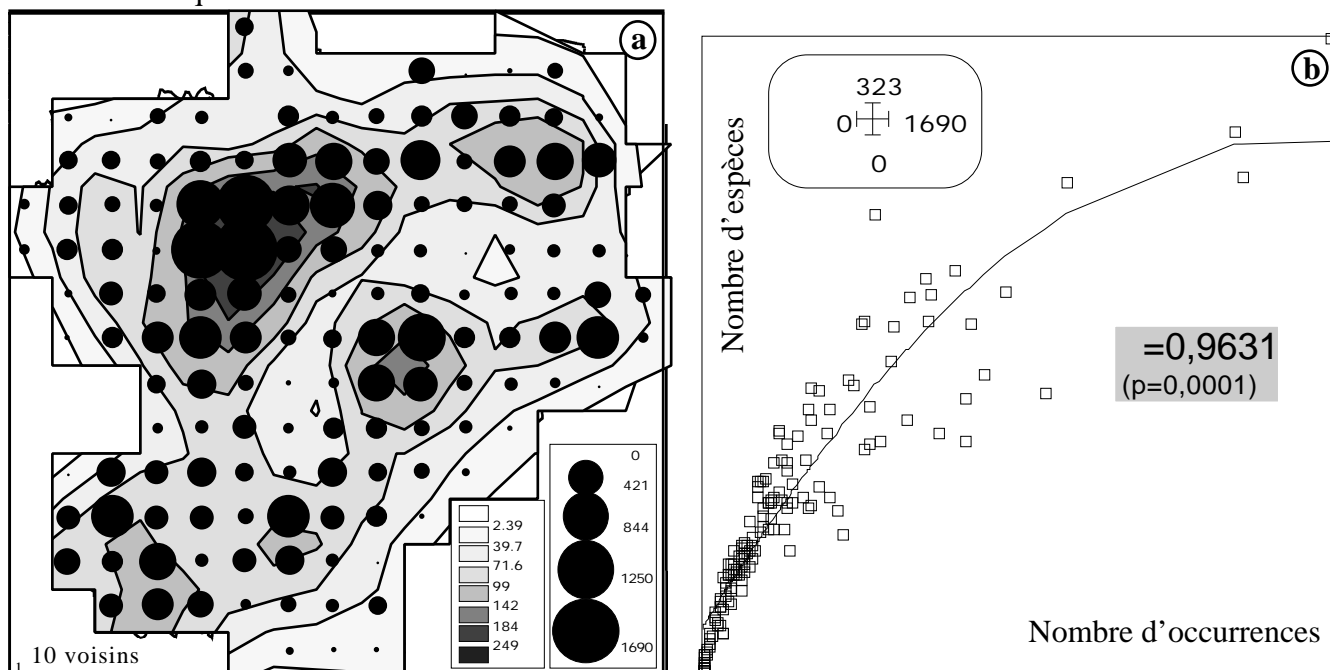 a
0
421
844
1250
1690
2.39
39.7
71.6
99
142
184
249
10 voisins
b
323
0 1690
0
Nombre d'espèces
=0,9631
(p=0,0001)
Nombre d'occurrences